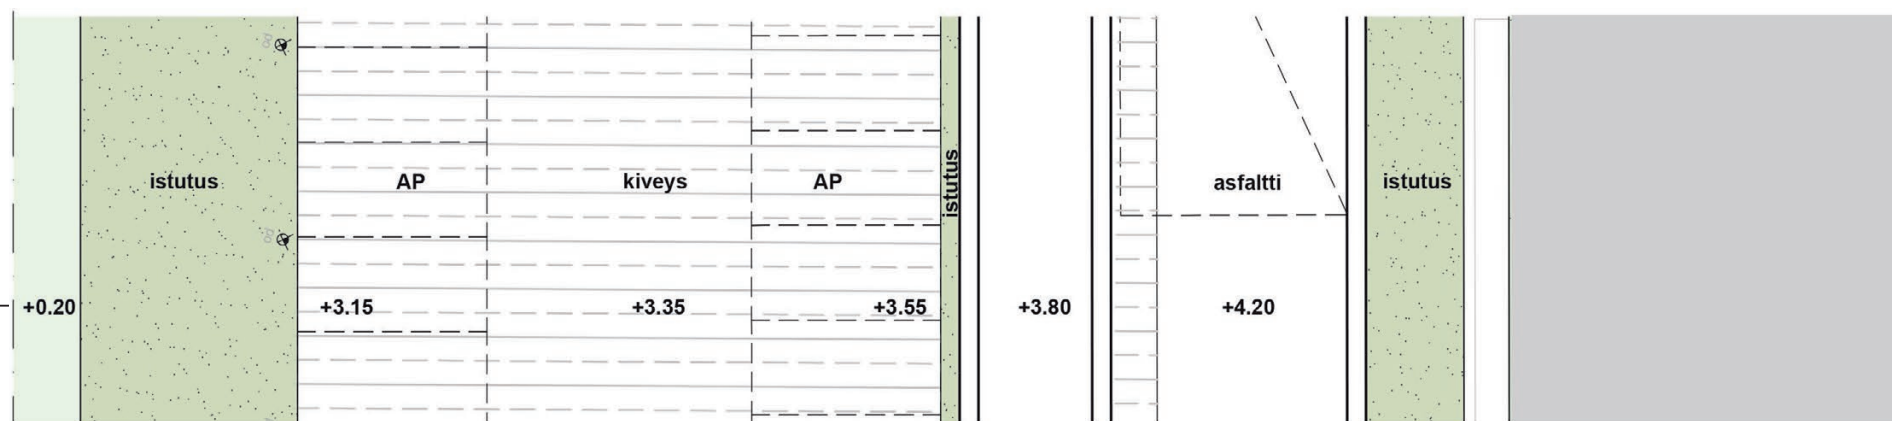 istutus
AP
kiveys
AP
istutus
asfaltti
istutus
+0.20
+3.15
+3.35
+3.55
+3.80
+4.20